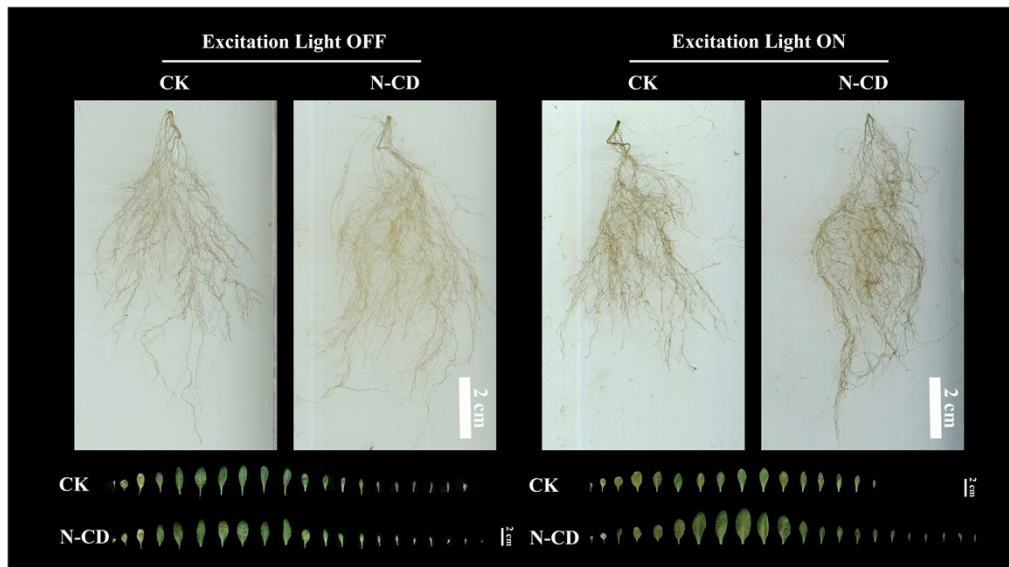 Excitation Light OFF
Excitation Light ON
CK
N-CD
CK
N-CD
2 cm
2 cm
CK
CK
2 cm
N-CD
2 cm
N-CD